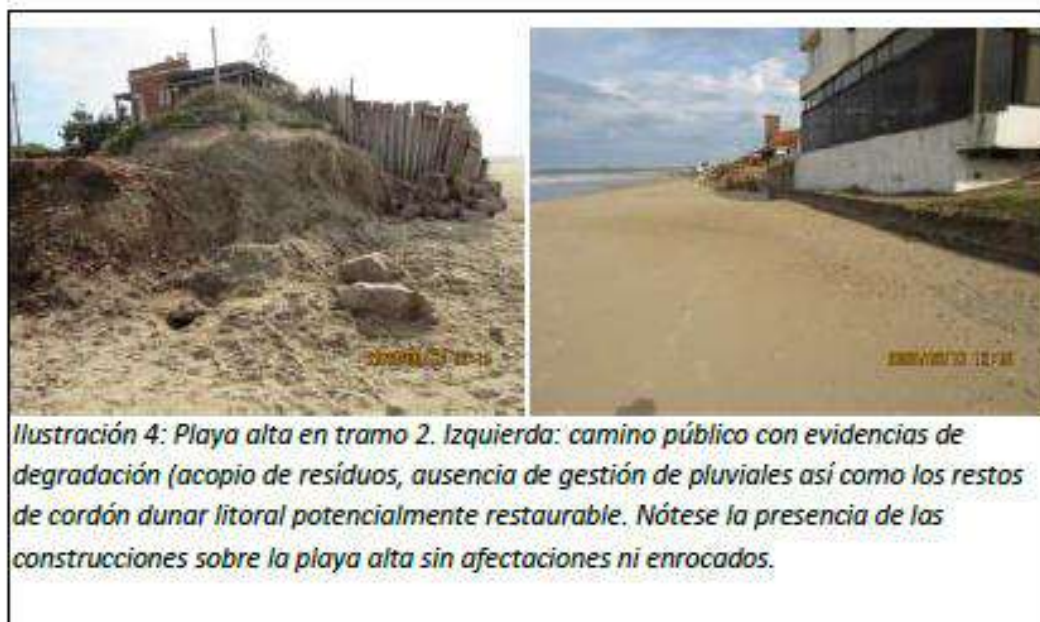 Ilustración 4: Playa alta en tramo 2. Izquierda: camino público con evidencias de
degradación (acopio de resíduos, ausencia de gestión de pluviales así como los restos
de cordón dunar litoral potencialmente restaurable. Nótese la presencia de las
construcciones sobre la playa alta sin afectaciones ni enrocados.